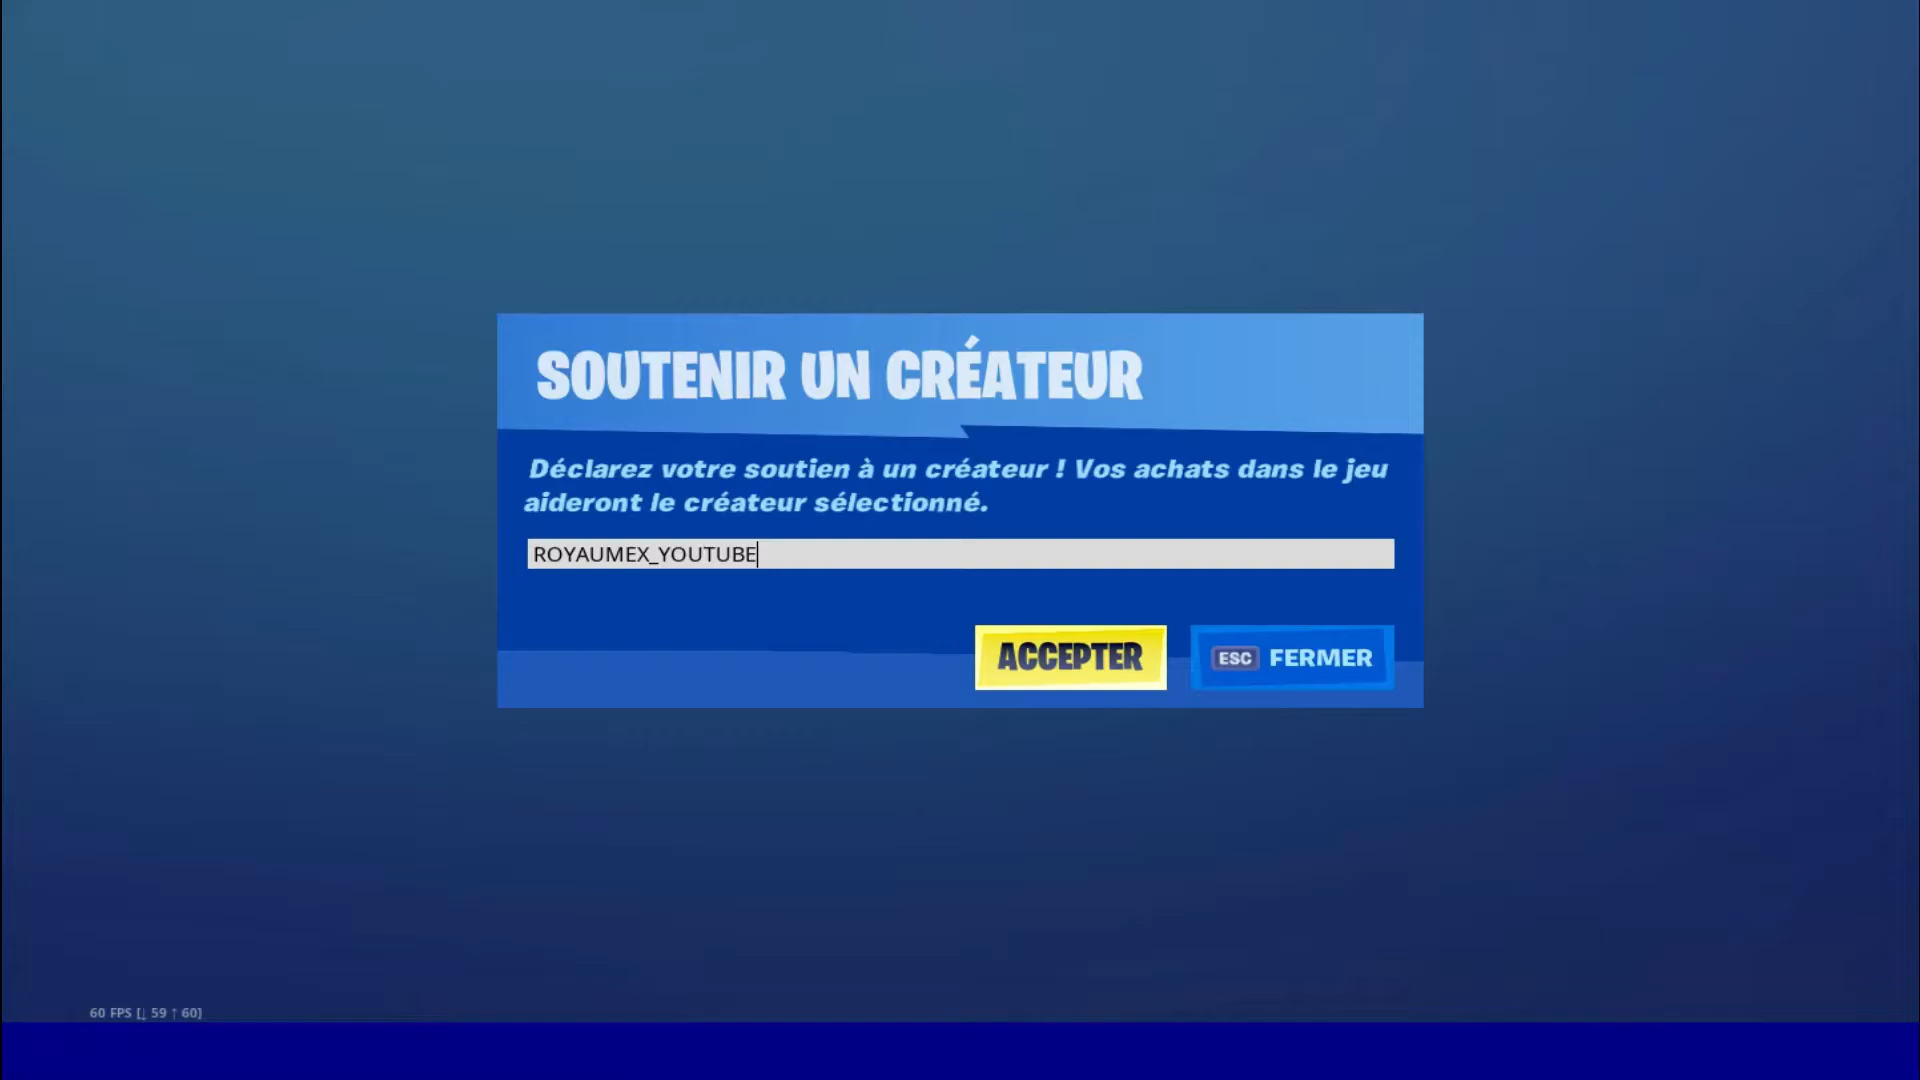 SOUTENIR UN CRÉATEUR
Déclarez votre soutien à un créateur ! Vos achats dans le jeu
aideront le créateur sélectionné.
ROYAUMEX_YOUTUBE
ACCEPTER
ESC FERMER
60 FPS [↓ 59 ↑ 60]